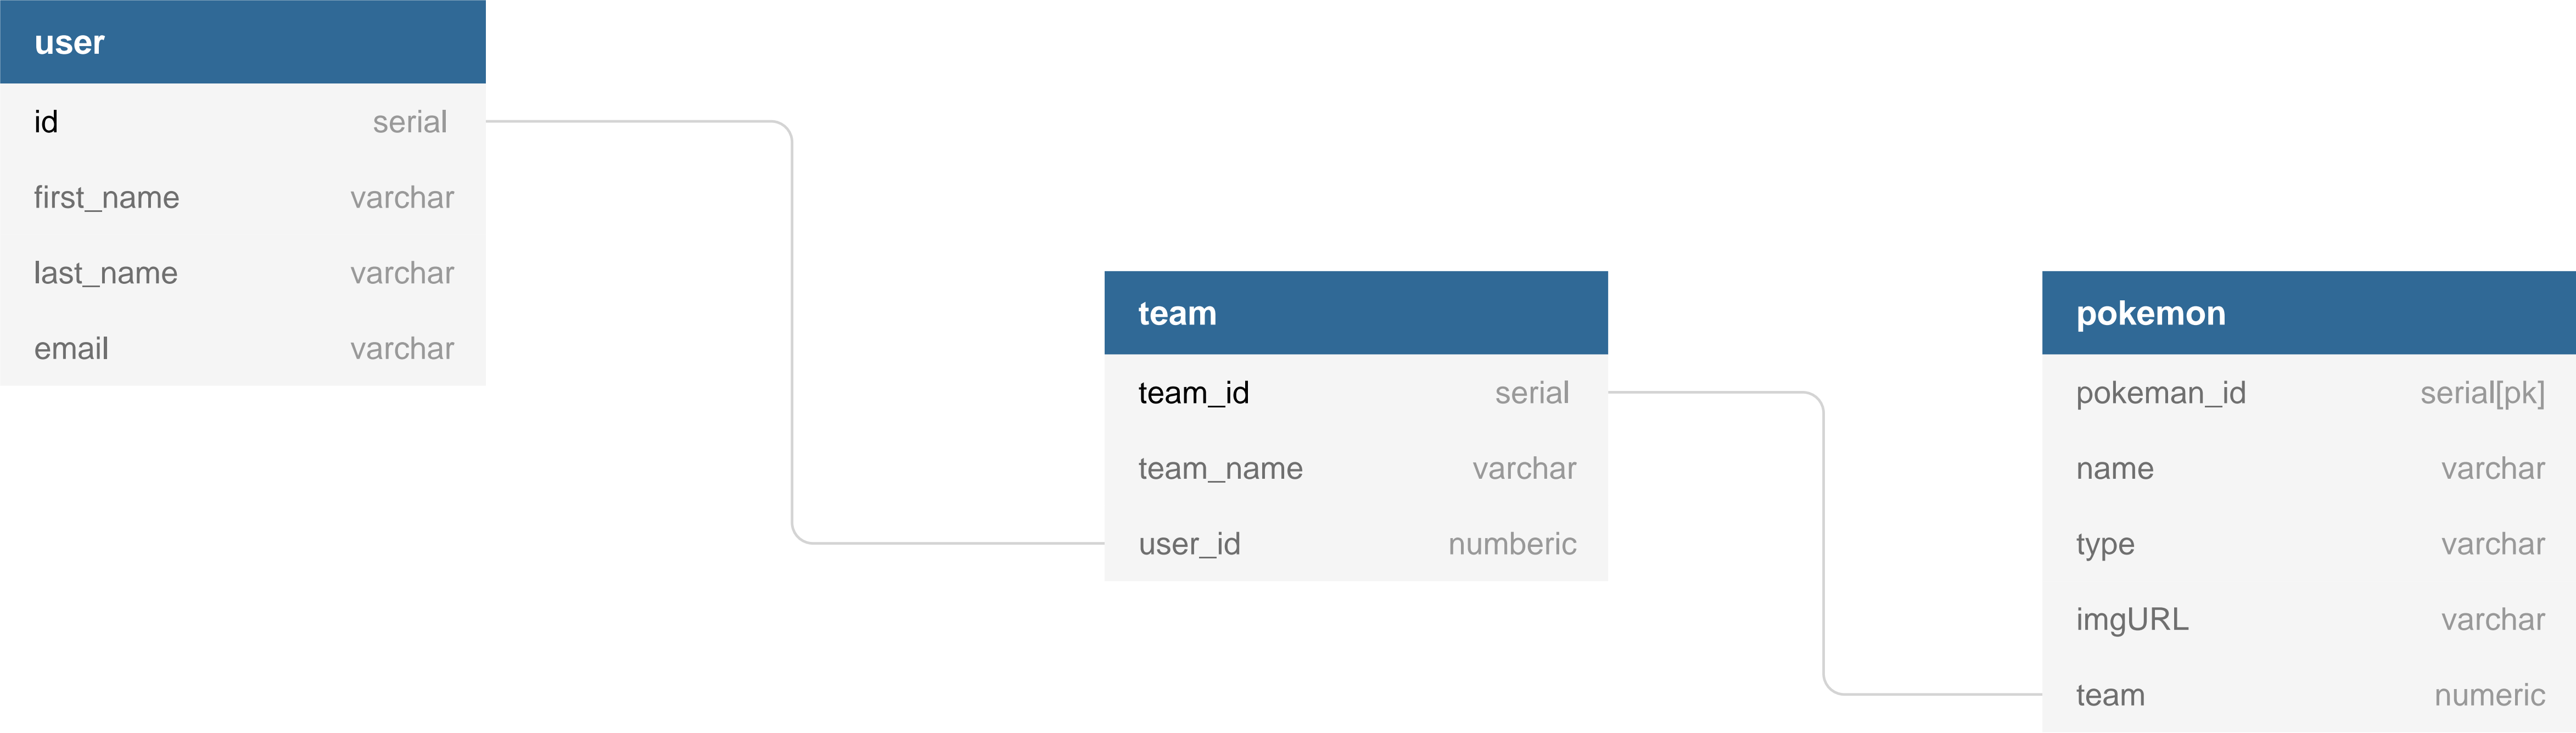 user
id serial
first_name varchar
last_name varchar
email varchar
team
team_id serial
team_name varchar
user_id numberic
pokemon
pokeman_id serial[pk]
name varchar
type varchar
imgURL varchar
team numeric